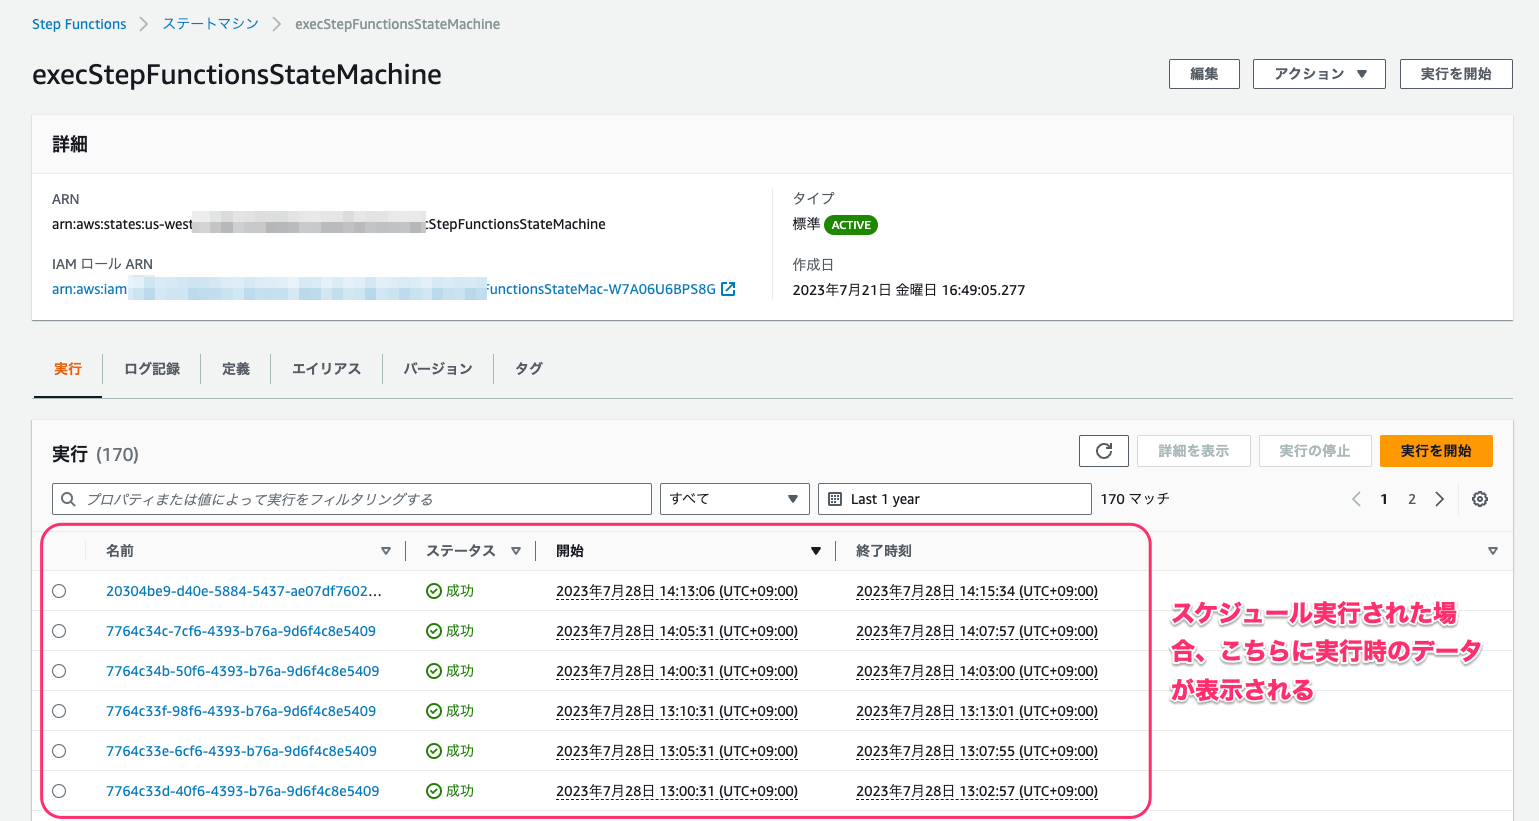 Step Functions > ステートマシン > execStepFunctionsStateMachine
execStepFunctionsStateMachine
編集 アクション ▼ 実行を開始
詳細
ARN
arn:aws:states:us-west :StepFunctionsStateMachine
IAM ロール ARN
arn:aws:iam FunctionsStateMac-W7A06U6BPS8G
タイプ
標準 ACTIVE
作成日
2023年7月21日 金曜日 16:49:05.277
実行 ログ記録 定義 エイリアス バージョン タグ
実行 (170)
詳細を表示 実行の停止 実行を開始
プロパティまたは値によって実行をフィルタリングする すべて ▼ Last 1 year 170 マッチ < 1 2 >
名前 ステータス 開始 終了時刻
20304be9-d40e-5884-5437-ae07df7602... 成功 2023年7月28日 14:13:06 (UTC+09:00) 2023年7月28日 14:15:34 (UTC+09:00)
7764c34c-7cf6-4393-b76a-9d6f4c8e5409 成功 2023年7月28日 14:05:31 (UTC+09:00) 2023年7月28日 14:07:57 (UTC+09:00)
7764c34b-50f6-4393-b76a-9d6f4c8e5409 成功 2023年7月28日 14:00:31 (UTC+09:00) 2023年7月28日 14:03:00 (UTC+09:00)
7764c33f-98f6-4393-b76a-9d6f4c8e5409 成功 2023年7月28日 13:10:31 (UTC+09:00) 2023年7月28日 13:13:01 (UTC+09:00)
7764c33e-6cf6-4393-b76a-9d6f4c8e5409 成功 2023年7月28日 13:05:31 (UTC+09:00) 2023年7月28日 13:07:55 (UTC+09:00)
7764c33d-40f6-4393-b76a-9d6f4c8e5409 成功 2023年7月28日 13:00:31 (UTC+09:00) 2023年7月28日 13:02:57 (UTC+09:00)
スケジュール実行された場
合、こちらに実行時のデータ
が表示される